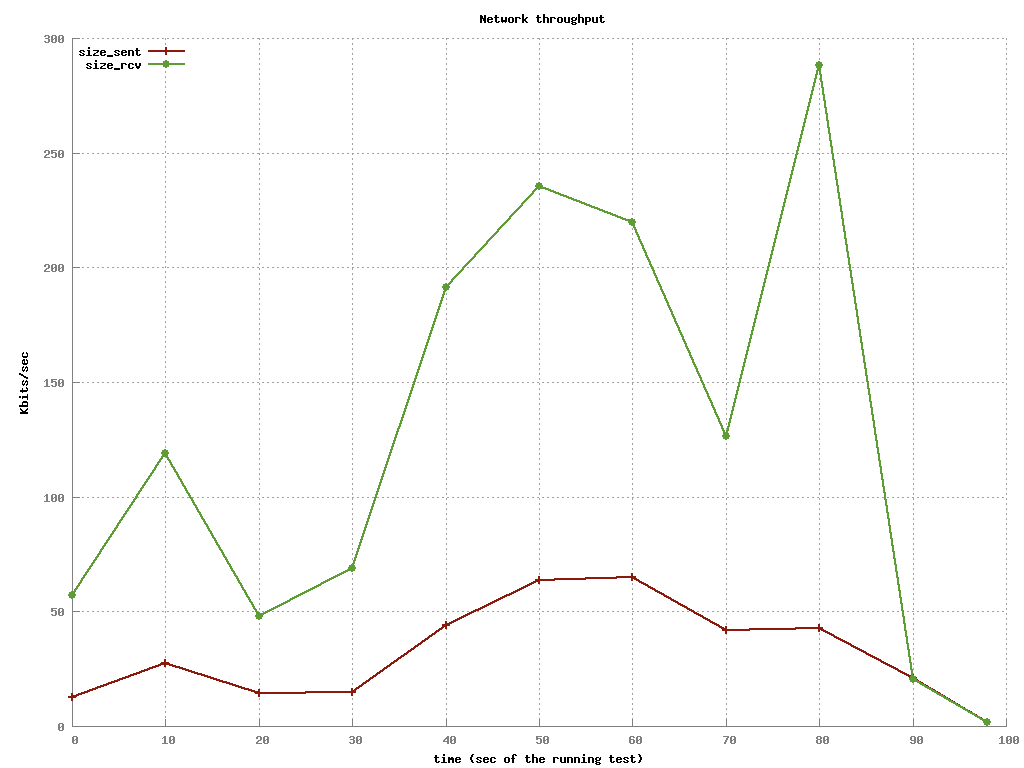 Network throughput
size_sent
size_rcv
300
250
200
150
100
50
0
Kbits/sec
0 10 20 30 40 50 60 70 80 90 100
time (sec of the running test)